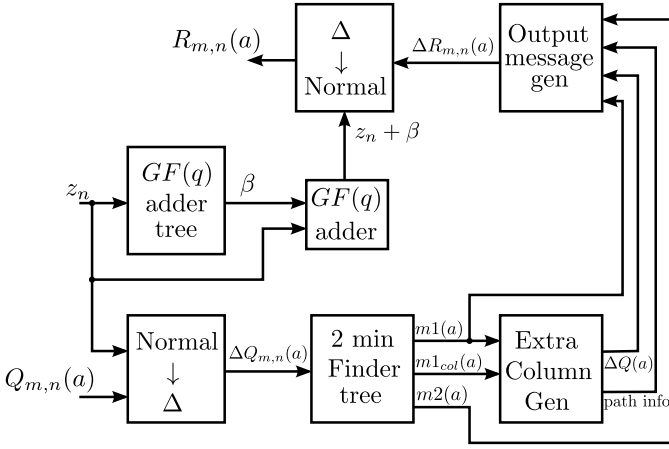 R_{m,n}(a)
Δ
↓
Normal
ΔR_{m,n}(a)
Output
message
gen
z_n + β
z_n
GF(q)
adder
tree
β
GF(q)
adder
Q_{m,n}(a)
Normal
↓
Δ
ΔQ_{m,n}(a)
2 min
Finder
tree
m1(a)
m1_{col}(a)
m2(a)
Extra
Column
Gen
ΔQ(a)
path info